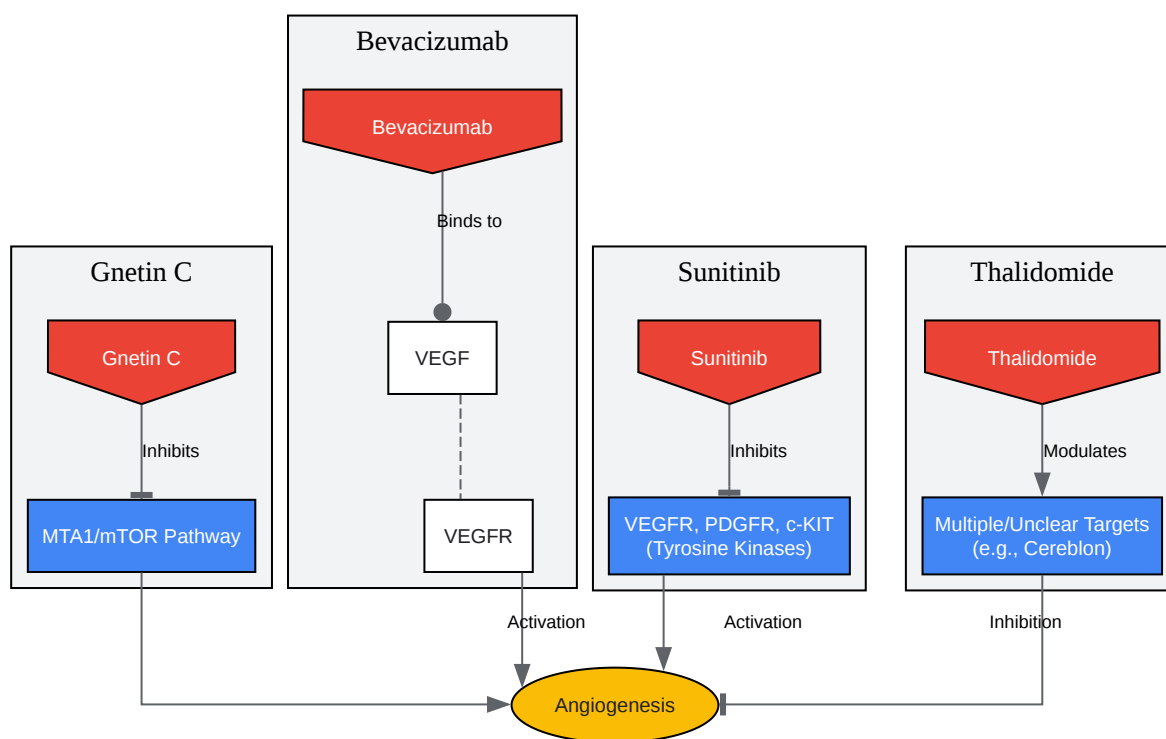 Bevacizumab
Bevacizumab
Binds to
VEGF
VEGFR
Gnetin C
Gnetin C
Inhibits
MTA1/mTOR Pathway
Sunitinib
Sunitinib
Inhibits
VEGFR, PDGFR, c-KIT
(Tyrosine Kinases)
Thalidomide
Thalidomide
Modulates
Multiple/Unclear Targets
(e.g., Cereblon)
Activation
Activation
Inhibition
Angiogenesis